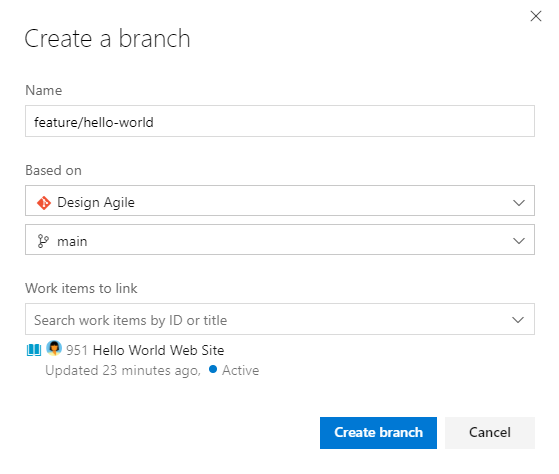 Create a branch
Name
feature/hello-world
Based on
Design Agile
main
Work items to link
Search work items by ID or title
951 Hello World Web Site
Updated 23 minutes ago, Active
Create branch Cancel